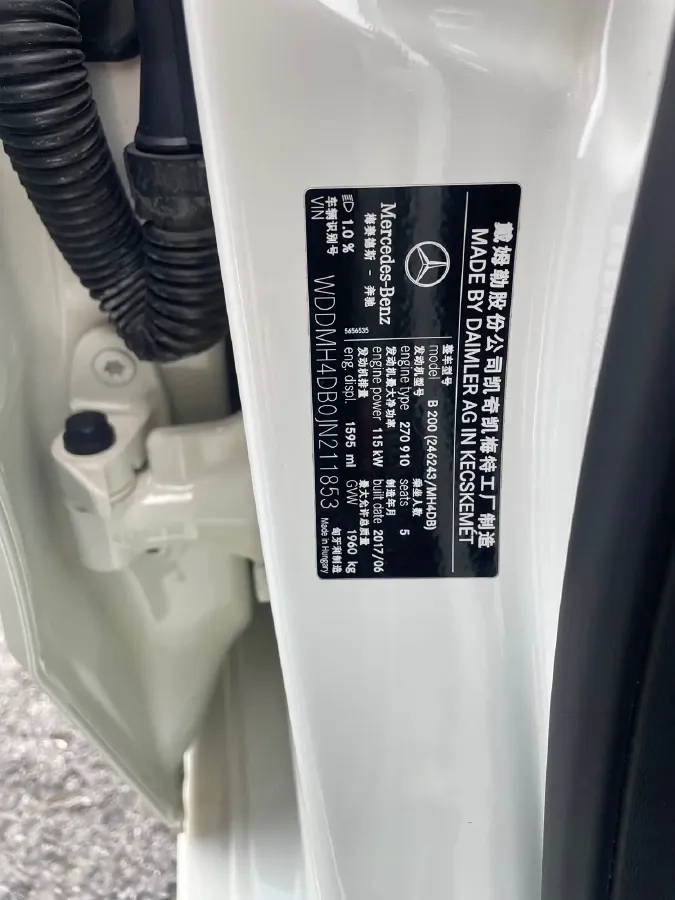 戴姆勒股份公司凯奇凯梅特工厂制造
MADE BY DAIMLER AG IN KECSKEMET
Mercedes-Benz
梅赛德斯 - 奔驰
整车型号
model B 200 (246243/MH4DB)
发动机型号 乘坐人数
engine type 270 910 seats 5
发动机最大净功率 制造年月
engine power 115 kW built date 2017/06
5656535 发动机排量 最大允许总质量
1.0 % eng. displ. 1595 ml GVW 1960 kg
车辆识别号 匈牙利制造
VIN WDDMH4DB0JN211853 Made in Hungary